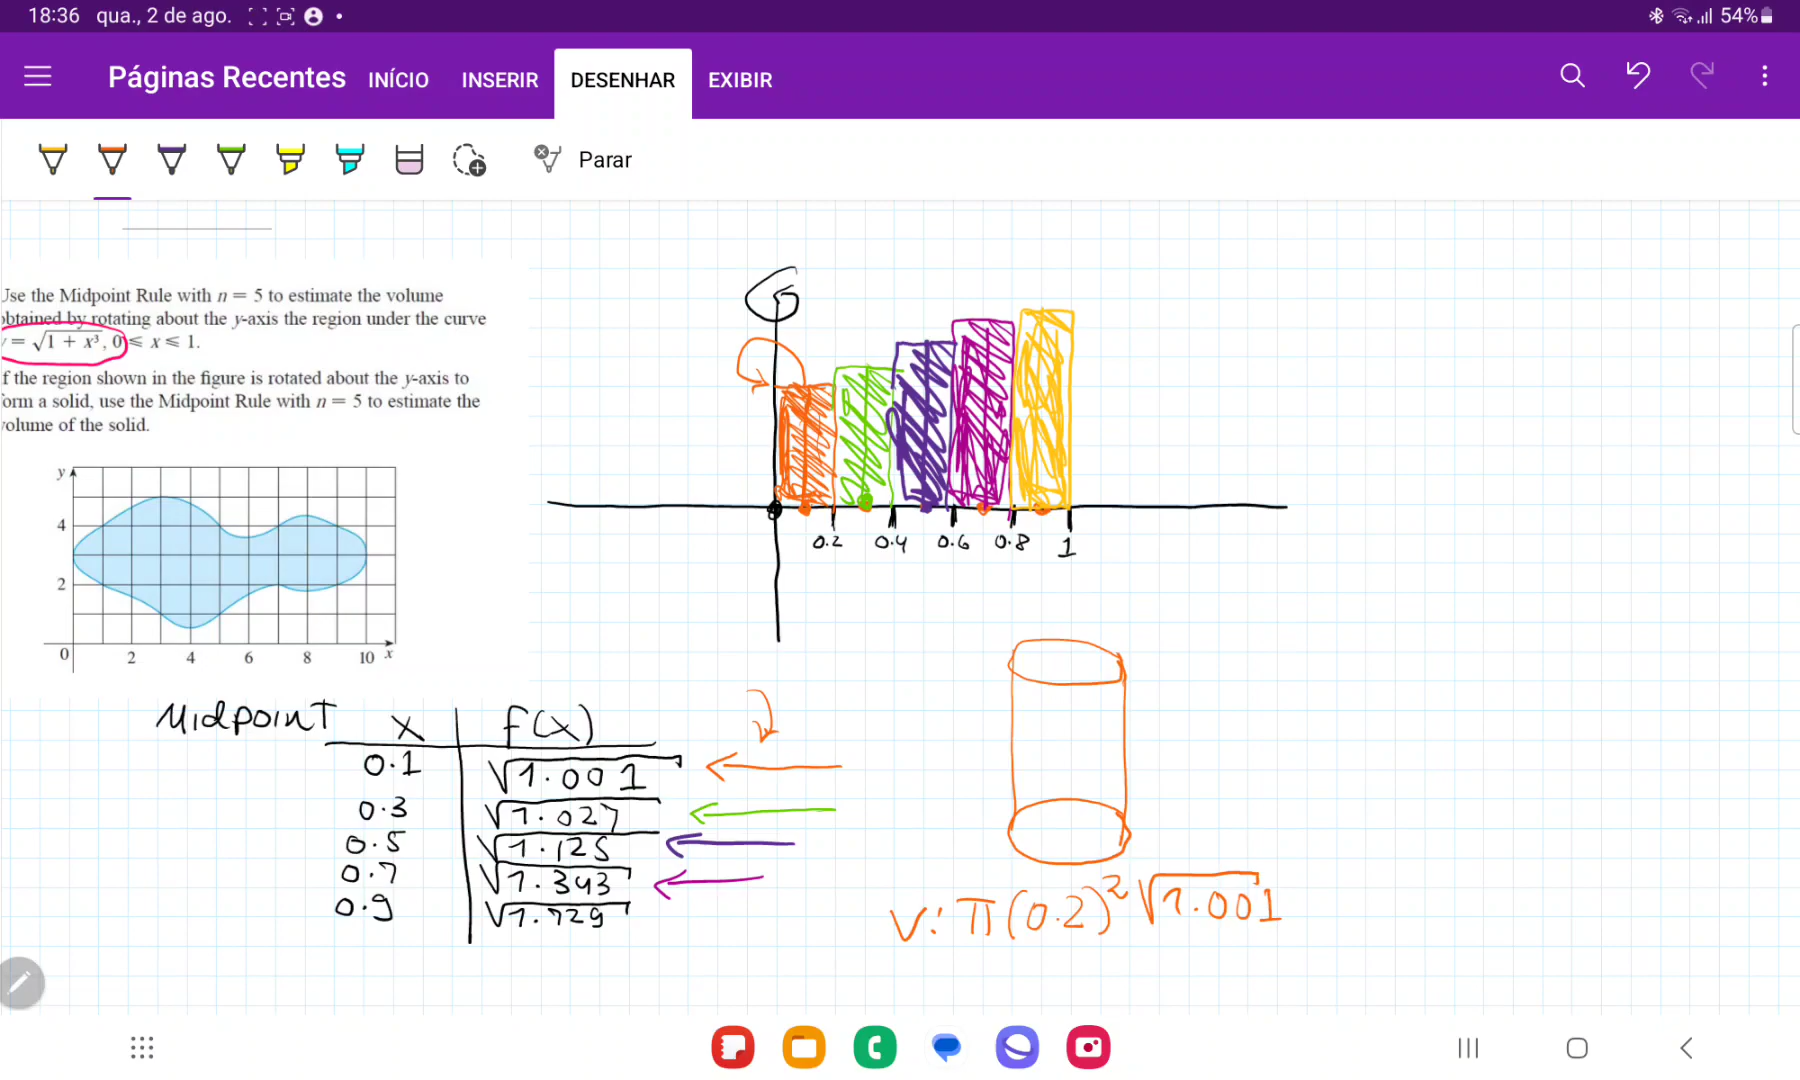 18:36 qua., 2 de ago.
54%
Páginas Recentes INÍCIO INSERIR DESENHAR EXIBIR
Parar
Use the Midpoint Rule with n = 5 to estimate the volume
obtained by rotating about the y-axis the region under the curve
y = √1 + x³, 0 ≤ x ≤ 1.
If the region shown in the figure is rotated about the y-axis to
form a solid, use the Midpoint Rule with n = 5 to estimate the
volume of the solid.
y
4
2
0 2 4 6 8 10 x
0.2 0.4 0.6 0.8 1
Midpoint x f(x)
0.1 √1.001
0.3 √1.027
0.5 √1.125
0.7 √1.343
0.9 √1.729
V: π(0.2)² √1.001